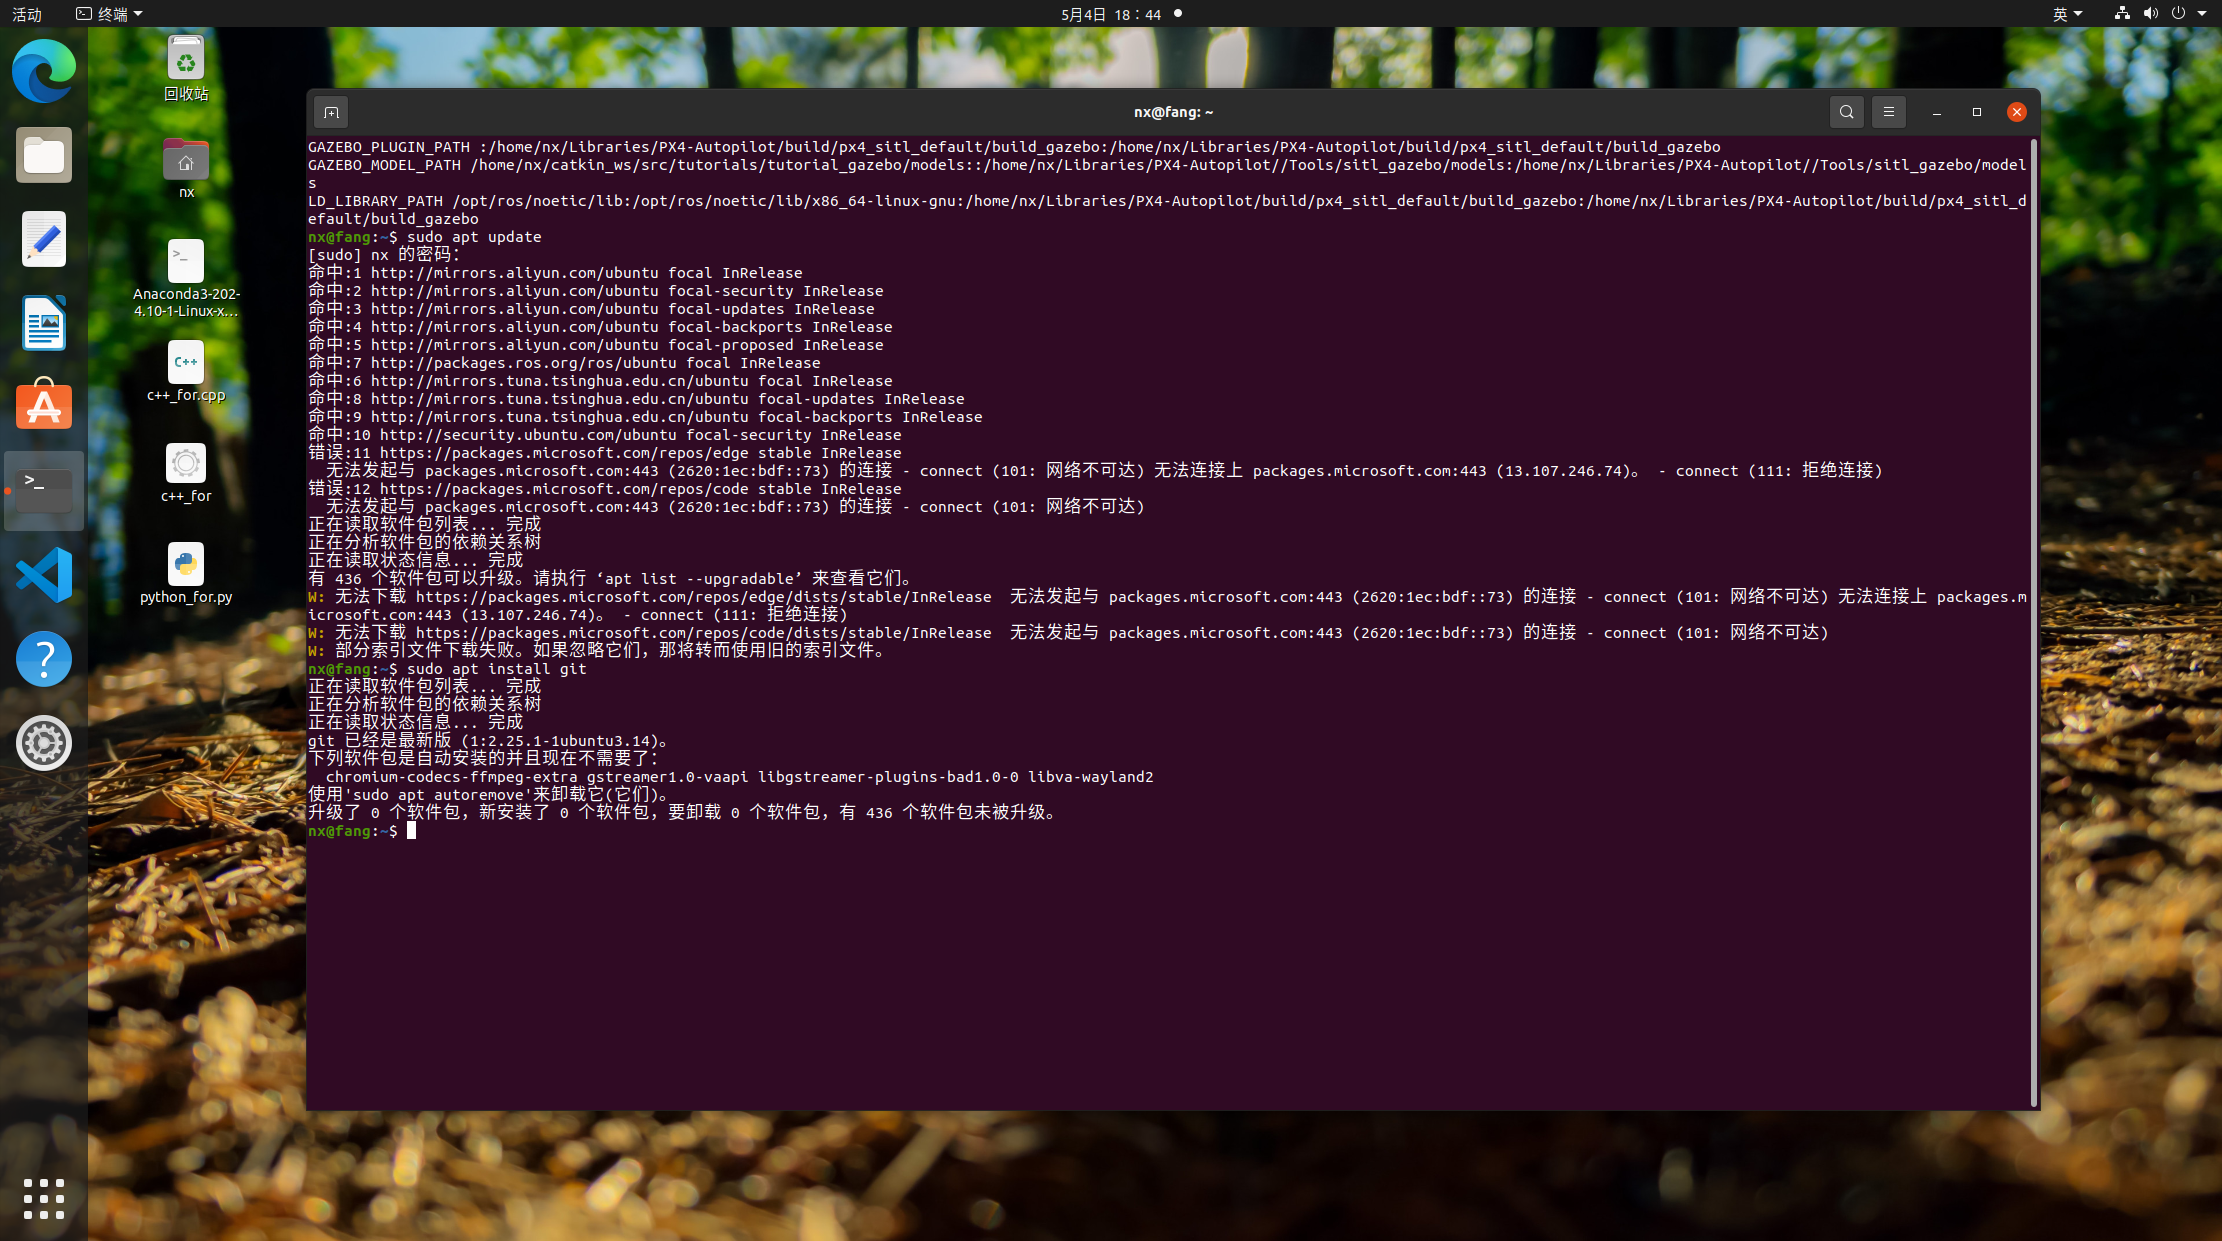 活动
终端
5月4日 18：44
英
回收站
nx
Anaconda3-202-
4.10-1-Linux-x...
C++
c++_for.cpp
c++_for
python_for.py
nx@fang: ~
GAZEBO_PLUGIN_PATH :/home/nx/Libraries/PX4-Autopilot/build/px4_sitl_default/build_gazebo:/home/nx/Libraries/PX4-Autopilot/build/px4_sitl_default/build_gazebo
GAZEBO_MODEL_PATH /home/nx/catkin_ws/src/tutorials/tutorial_gazebo/models::/home/nx/Libraries/PX4-Autopilot//Tools/sitl_gazebo/models:/home/nx/Libraries/PX4-Autopilot//Tools/sitl_gazebo/model
s
LD_LIBRARY_PATH /opt/ros/noetic/lib:/opt/ros/noetic/lib/x86_64-linux-gnu:/home/nx/Libraries/PX4-Autopilot/build/px4_sitl_default/build_gazebo:/home/nx/Libraries/PX4-Autopilot/build/px4_sitl_d
efault/build_gazebo
nx@fang:~$ sudo apt update
[sudo] nx 的密码：
命中:1 http://mirrors.aliyun.com/ubuntu focal InRelease
命中:2 http://mirrors.aliyun.com/ubuntu focal-security InRelease
命中:3 http://mirrors.aliyun.com/ubuntu focal-updates InRelease
命中:4 http://mirrors.aliyun.com/ubuntu focal-backports InRelease
命中:5 http://mirrors.aliyun.com/ubuntu focal-proposed InRelease
命中:7 http://packages.ros.org/ros/ubuntu focal InRelease
命中:6 http://mirrors.tuna.tsinghua.edu.cn/ubuntu focal InRelease
命中:8 http://mirrors.tuna.tsinghua.edu.cn/ubuntu focal-updates InRelease
命中:9 http://mirrors.tuna.tsinghua.edu.cn/ubuntu focal-backports InRelease
命中:10 http://security.ubuntu.com/ubuntu focal-security InRelease
错误:11 https://packages.microsoft.com/repos/edge stable InRelease
  无法发起与 packages.microsoft.com:443 (2620:1ec:bdf::73) 的连接 - connect (101: 网络不可达) 无法连接上 packages.microsoft.com:443 (13.107.246.74)。 - connect (111: 拒绝连接)
错误:12 https://packages.microsoft.com/repos/code stable InRelease
  无法发起与 packages.microsoft.com:443 (2620:1ec:bdf::73) 的连接 - connect (101: 网络不可达)
正在读取软件包列表... 完成
正在分析软件包的依赖关系树
正在读取状态信息... 完成
有 436 个软件包可以升级。请执行 ‘apt list --upgradable’ 来查看它们。
W: 无法下载 https://packages.microsoft.com/repos/edge/dists/stable/InRelease  无法发起与 packages.microsoft.com:443 (2620:1ec:bdf::73) 的连接 - connect (101: 网络不可达) 无法连接上 packages.m
icrosoft.com:443 (13.107.246.74)。 - connect (111: 拒绝连接)
W: 无法下载 https://packages.microsoft.com/repos/code/dists/stable/InRelease  无法发起与 packages.microsoft.com:443 (2620:1ec:bdf::73) 的连接 - connect (101: 网络不可达)
W: 部分索引文件下载失败。如果忽略它们，那将转而使用旧的索引文件。
nx@fang:~$ sudo apt install git
正在读取软件包列表... 完成
正在分析软件包的依赖关系树
正在读取状态信息... 完成
git 已经是最新版 (1:2.25.1-1ubuntu3.14)。
下列软件包是自动安装的并且现在不需要了：
  chromium-codecs-ffmpeg-extra gstreamer1.0-vaapi libgstreamer-plugins-bad1.0-0 libva-wayland2
使用'sudo apt autoremove'来卸载它(它们)。
升级了 0 个软件包，新安装了 0 个软件包，要卸载 0 个软件包，有 436 个软件包未被升级。
nx@fang:~$